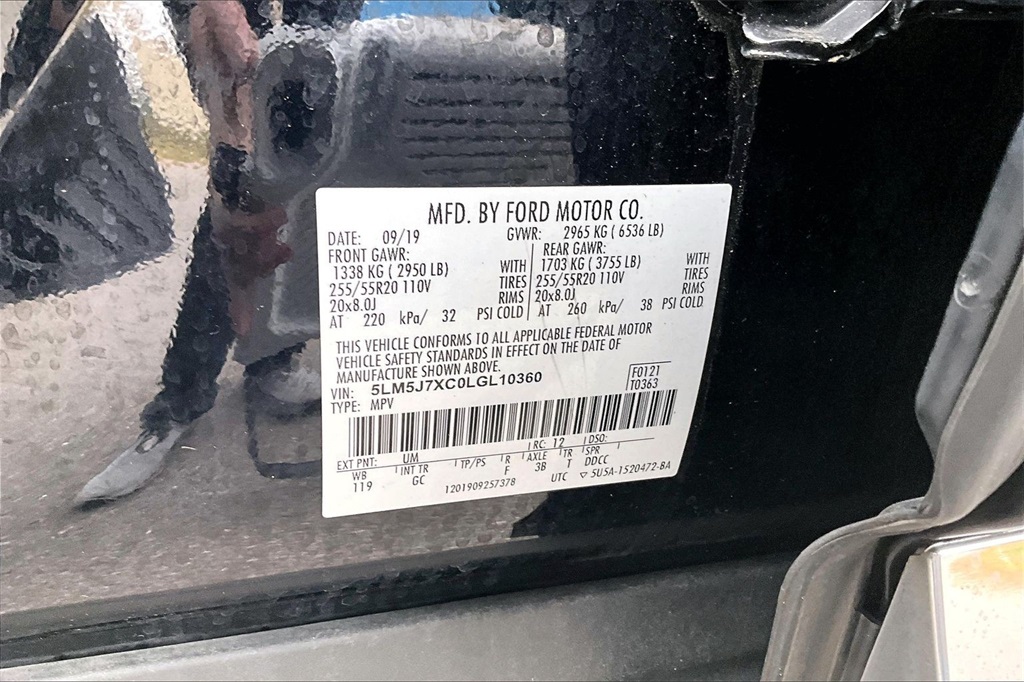 MFD. BY FORD MOTOR CO.
DATE: 09/19 GVWR: 2965 KG ( 6536 LB)
FRONT GAWR: REAR GAWR:
1338 KG ( 2950 LB) WITH 1703 KG ( 3755 LB) WITH
255/55R20 110V TIRES 255/55R20 110V TIRES
20x8.0J RIMS 20x8.0J RIMS
AT 220 kPa/ 32 PSI COLD AT 260 kPa/ 38 PSI COLD
THIS VEHICLE CONFORMS TO ALL APPLICABLE FEDERAL MOTOR
VEHICLE SAFETY STANDARDS IN EFFECT ON THE DATE OF
MANUFACTURE SHOWN ABOVE.
VIN: 5LM5J7XC0LGL10360 F0121
TYPE: MPV T0363
EXT PNT: UM RC: 12 DSO:
WB INT TR TP/PS R AXLE TR SPR
119 GC F 3B T DDCC
1201909257378 UTC ▽ 5U5A-1520472-BA